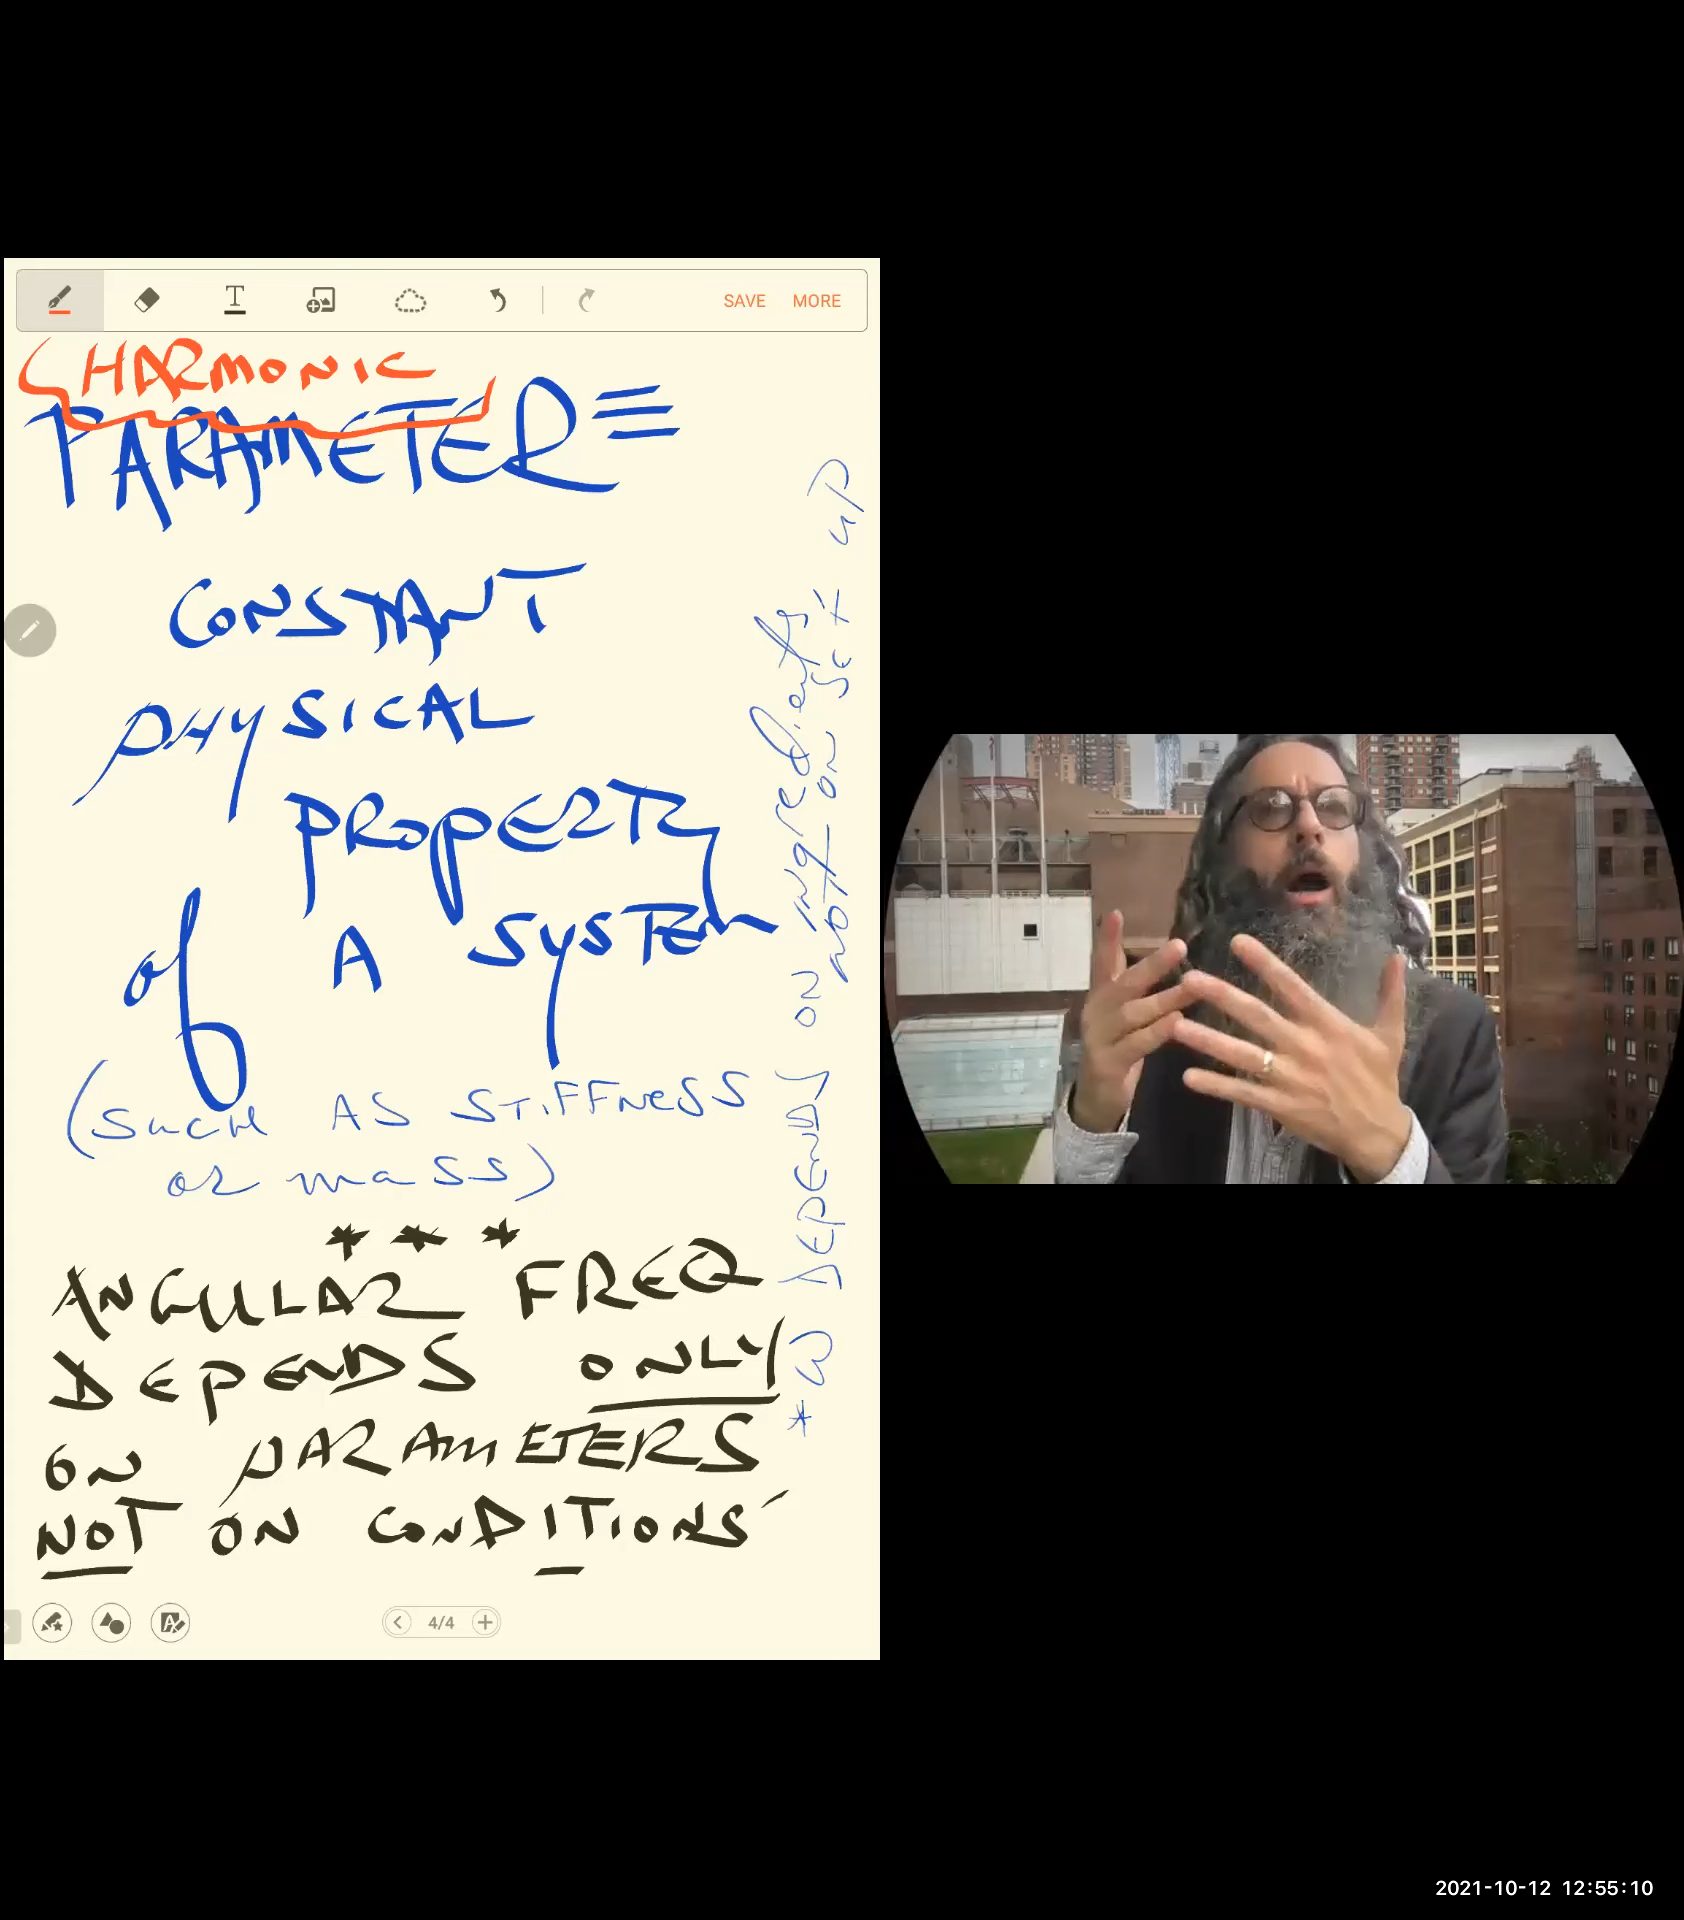 SAVE MORE
HARMONIC
PARAMETER ≡
CONSTANT
PHYSICAL
PROPERTY
of A SYSTEM
(SUCH AS STIFFNESS
OR MASS)
* * *
ANGULAR FREQ
DEPENDS ONLY
ON PARAMETERS
NOT ON CONDITIONS
* ω DEPENDS ON INgredients
NOT ON SET UP
4/4
2021-10-12 12:55:10